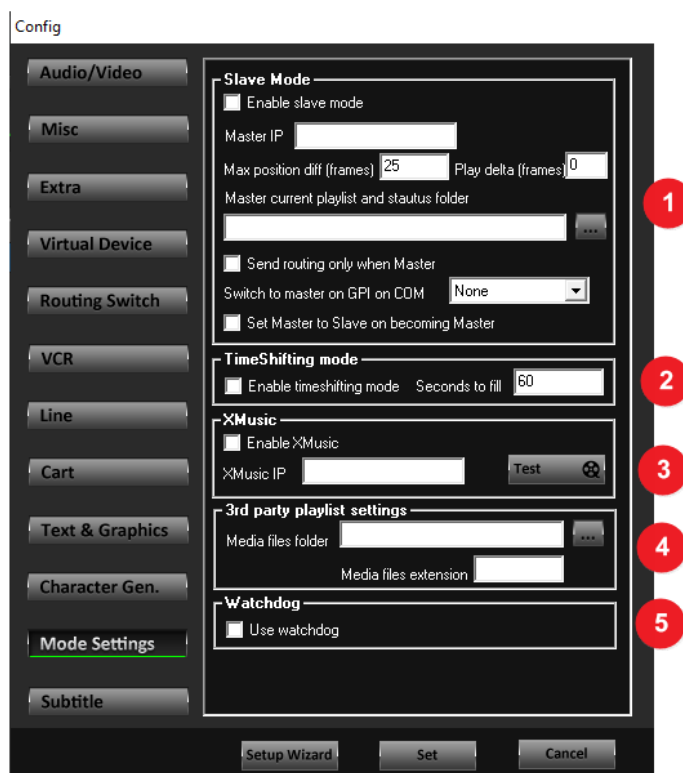 Config
Audio/Video
Misc
Extra
Virtual Device
Routing Switch
VCR
Line
Cart
Text & Graphics
Character Gen.
Mode Settings
Subtitle
Slave Mode
Enable slave mode
Master IP
Max position diff (frames) 25 Play delta (frames) 0
Master current playlist and stautus folder
...
Send routing only when Master
Switch to master on GPI on COM None
Set Master to Slave on becoming Master
1
TimeShifting mode
Enable timeshifting mode Seconds to fill 60
2
XMusic
Enable XMusic
XMusic IP Test
3
3rd party playlist settings
Media files folder ...
Media files extension
4
Watchdog
Use watchdog
5
Setup Wizard Set Cancel